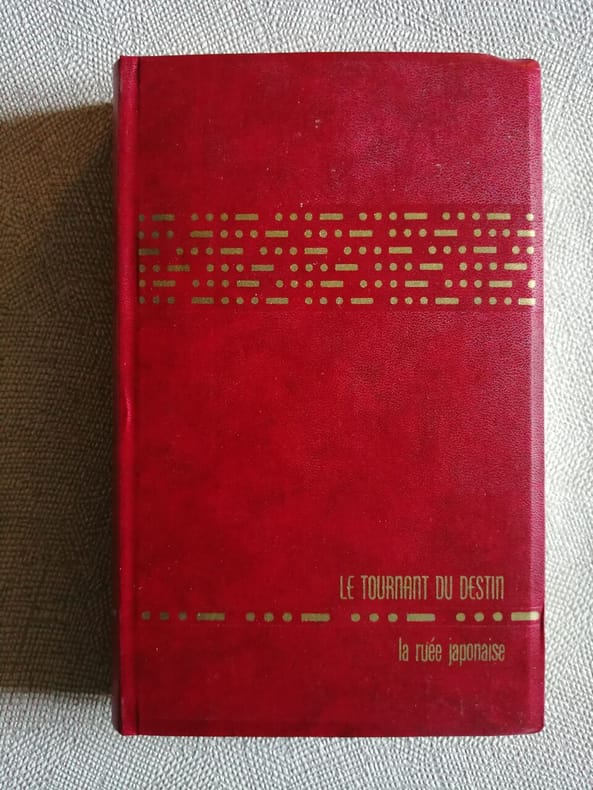 LE TOURNANT DU DESTIN
la ruée japonaise